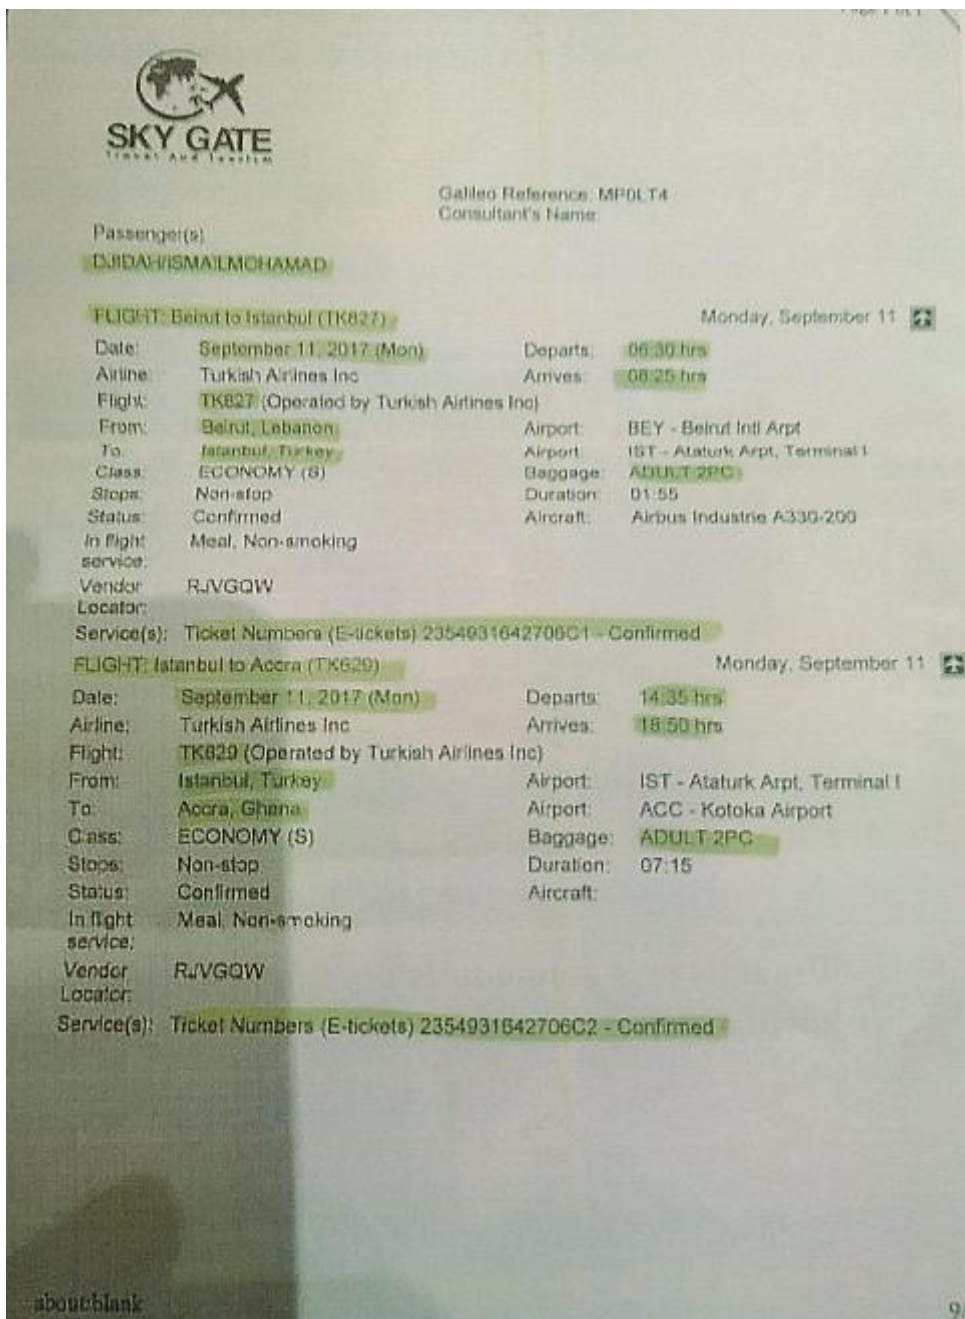 SKY GATE
Travel And Tourism
Galileo Reference: MP0LT4
Consultant's Name
Passenger(s)
DJIDAH/ISMAILMOHAMAD
FLIGHT: Beirut to Istanbul (TK827) Monday, September 11
Date: September 11, 2017 (Mon) Departs: 06:30 hrs
Airline: Turkish Airlines Inc Arrives: 08:25 hrs
Flight: TK827 (Operated by Turkish Airlines Inc)
From: Beirut, Lebanon Airport: BEY - Beirut Intl Arpt
To: Istanbul, Turkey Airport: IST - Ataturk Arpt, Terminal I
Class: ECONOMY (S) Baggage: ADULT 2PC
Stops: Non-stop Duration: 01:55
Status: Confirmed Aircraft: Airbus Industrie A330-200
In flight Meal, Non-smoking
service:
Vendor RJVGQW
Locator:
Service(s): Ticket Numbers (E-tickets) 2354931642706C1 - Confirmed
FLIGHT: Istanbul to Accra (TK629) Monday, September 11
Date: September 11, 2017 (Mon) Departs: 14:35 hrs
Airline: Turkish Airlines Inc Arrives: 18:50 hrs
Flight: TK629 (Operated by Turkish Airlines Inc)
From: Istanbul, Turkey Airport: IST - Ataturk Arpt, Terminal I
To: Accra, Ghana Airport: ACC - Kotoka Airport
Class: ECONOMY (S) Baggage: ADULT 2PC
Stops: Non-stop Duration: 07:15
Status: Confirmed Aircraft:
In flight Meal, Non-smoking
service:
Vendor RJVGQW
Locator:
Service(s): Ticket Numbers (E-tickets) 2354931642706C2 - Confirmed
about:blank